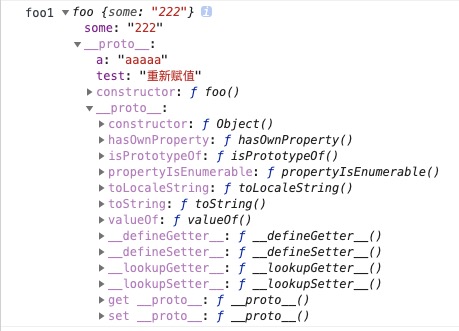 foo1 ▼foo {some: "222"} i
some: "222"
▼__proto__:
a: "aaaaa"
test: "重新赋值"
▶constructor: ƒ foo()
▼__proto__:
▶constructor: ƒ Object()
▶hasOwnProperty: ƒ hasOwnProperty()
▶isPrototypeOf: ƒ isPrototypeOf()
▶propertyIsEnumerable: ƒ propertyIsEnumerable()
▶toLocaleString: ƒ toLocaleString()
▶toString: ƒ toString()
▶valueOf: ƒ valueOf()
▶__defineGetter__: ƒ __defineGetter__()
▶__defineSetter__: ƒ __defineSetter__()
▶__lookupGetter__: ƒ __lookupGetter__()
▶__lookupSetter__: ƒ __lookupSetter__()
▶get __proto__: ƒ __proto__()
▶set __proto__: ƒ __proto__()